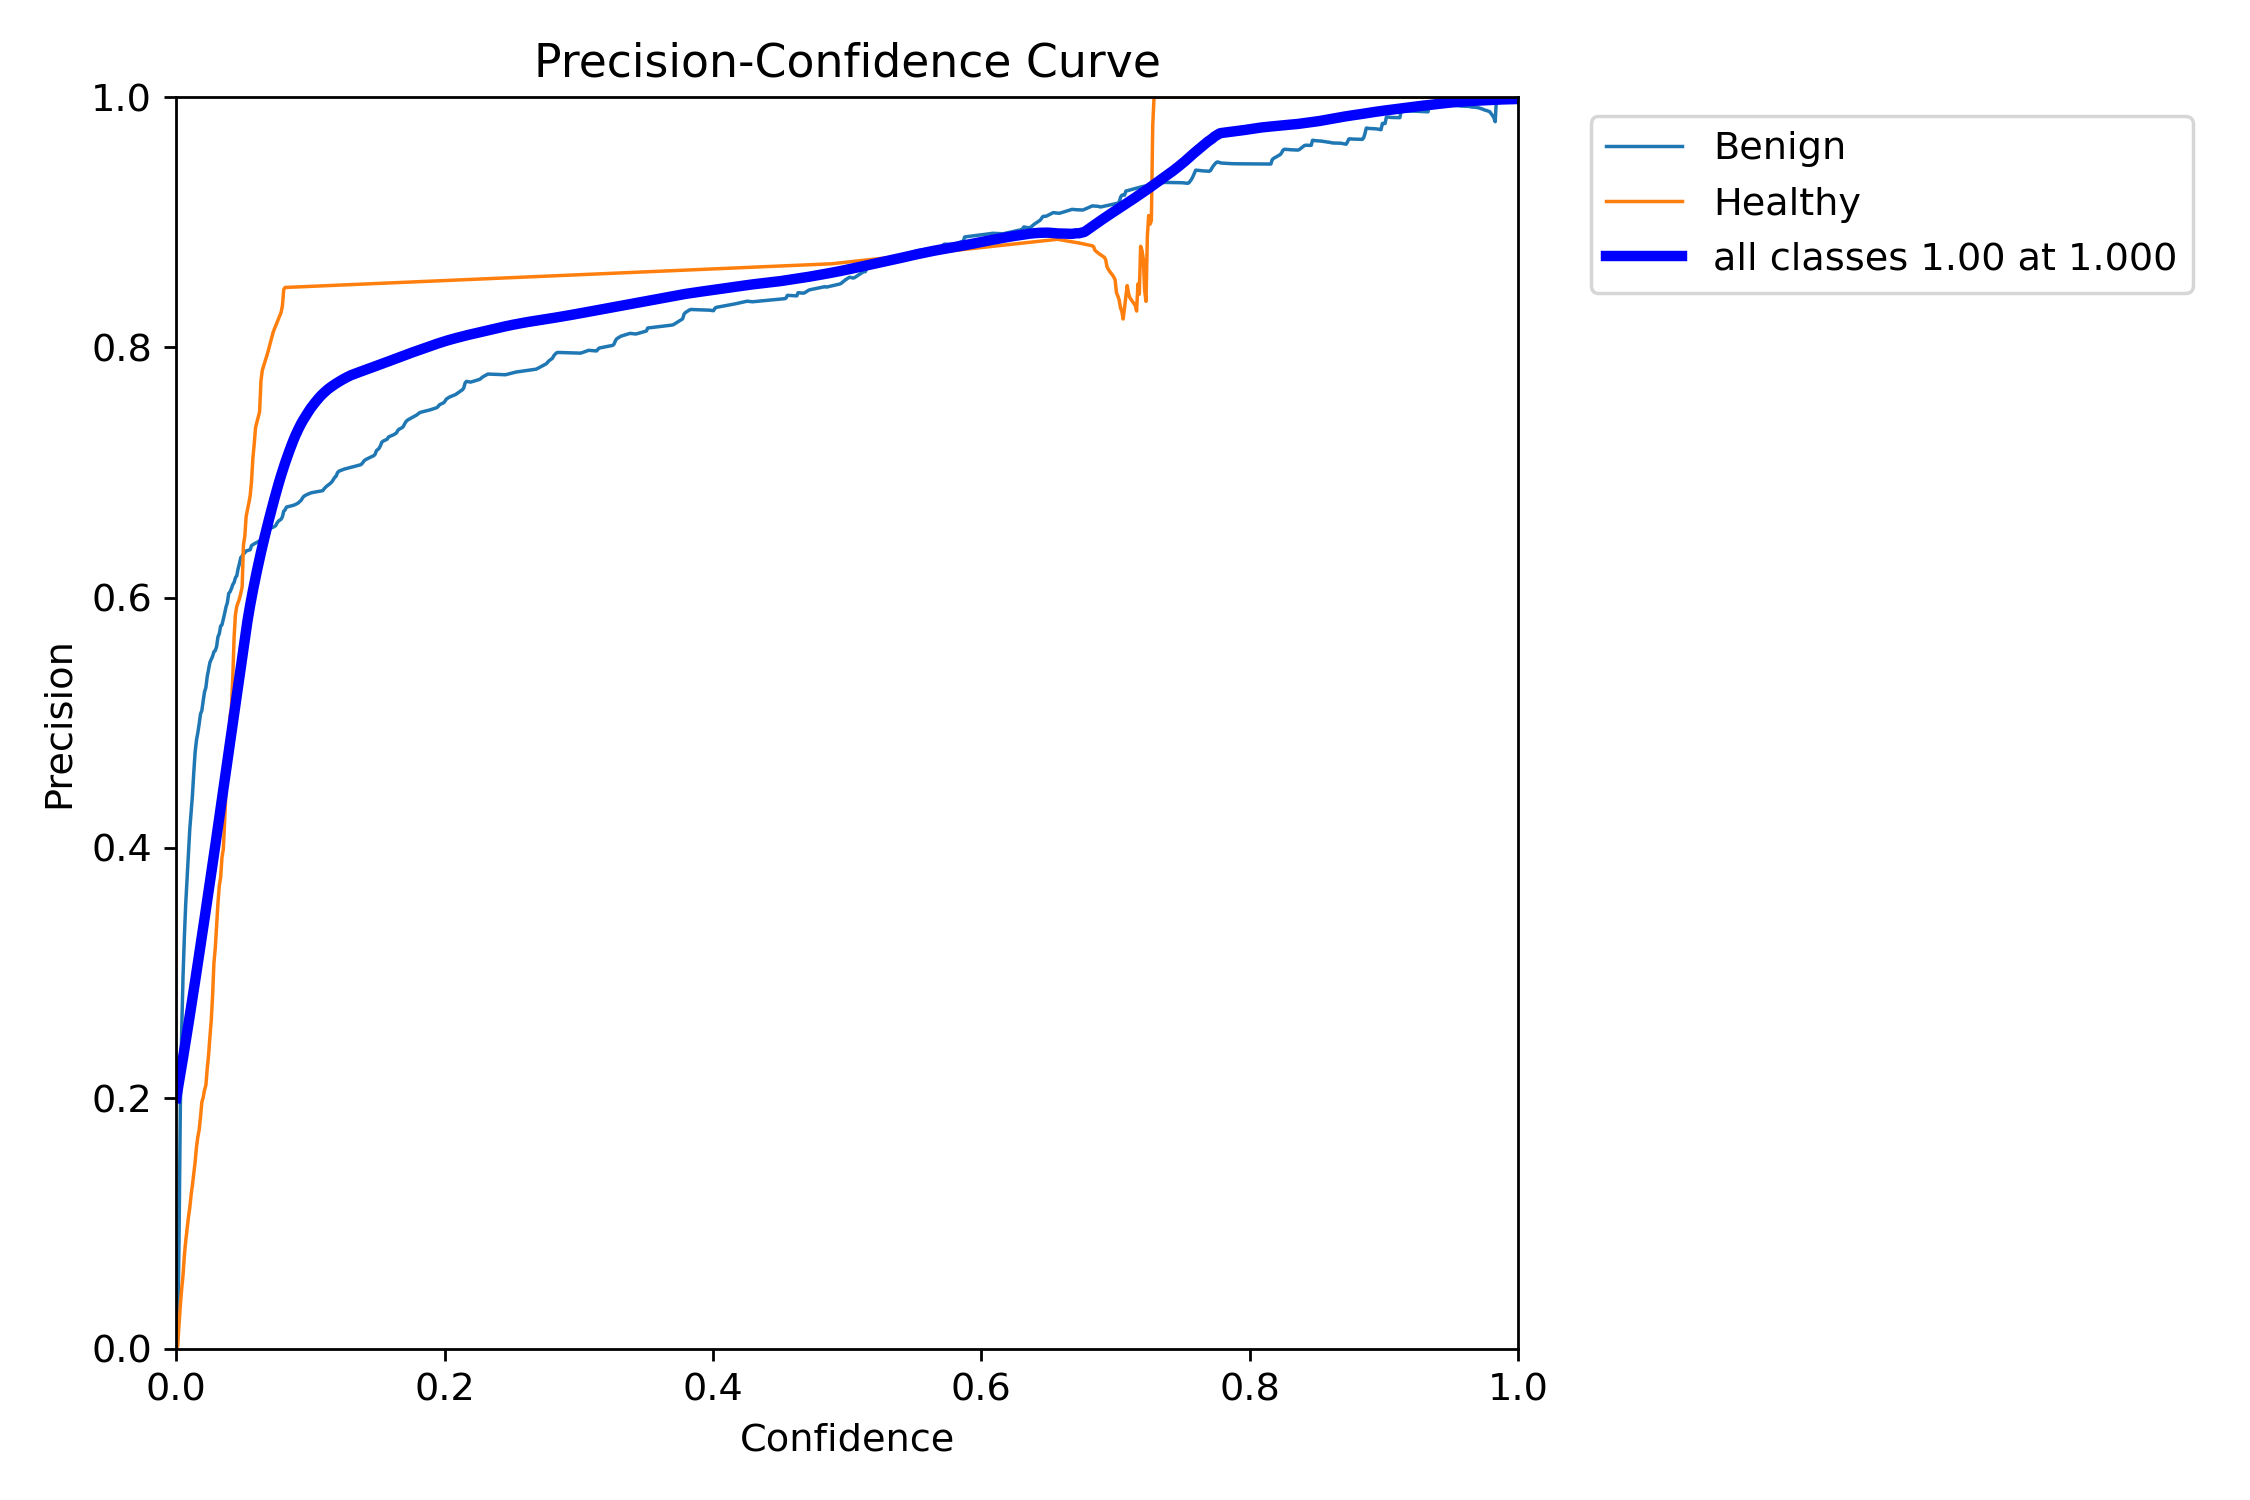 Precision-Confidence Curve
1.0
0.8
0.6
0.4
0.2
0.0
Precision
0.0 0.2 0.4 0.6 0.8 1.0
Confidence
Benign
Healthy
all classes 1.00 at 1.000